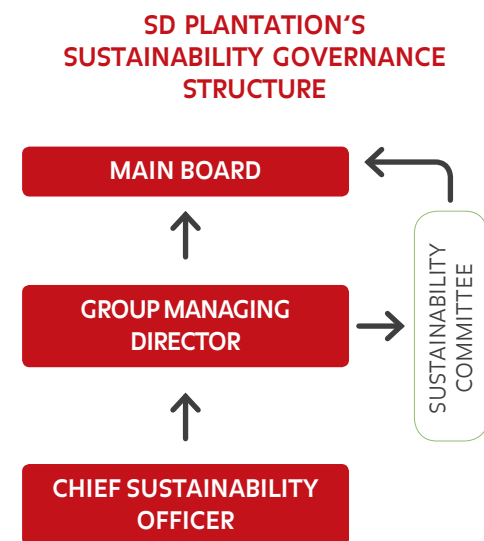 SD PLANTATION’S
SUSTAINABILITY GOVERNANCE
STRUCTURE
MAIN BOARD
GROUP MANAGING
DIRECTOR
SUSTAINABILITY
COMMITTEE
CHIEF SUSTAINABILITY
OFFICER